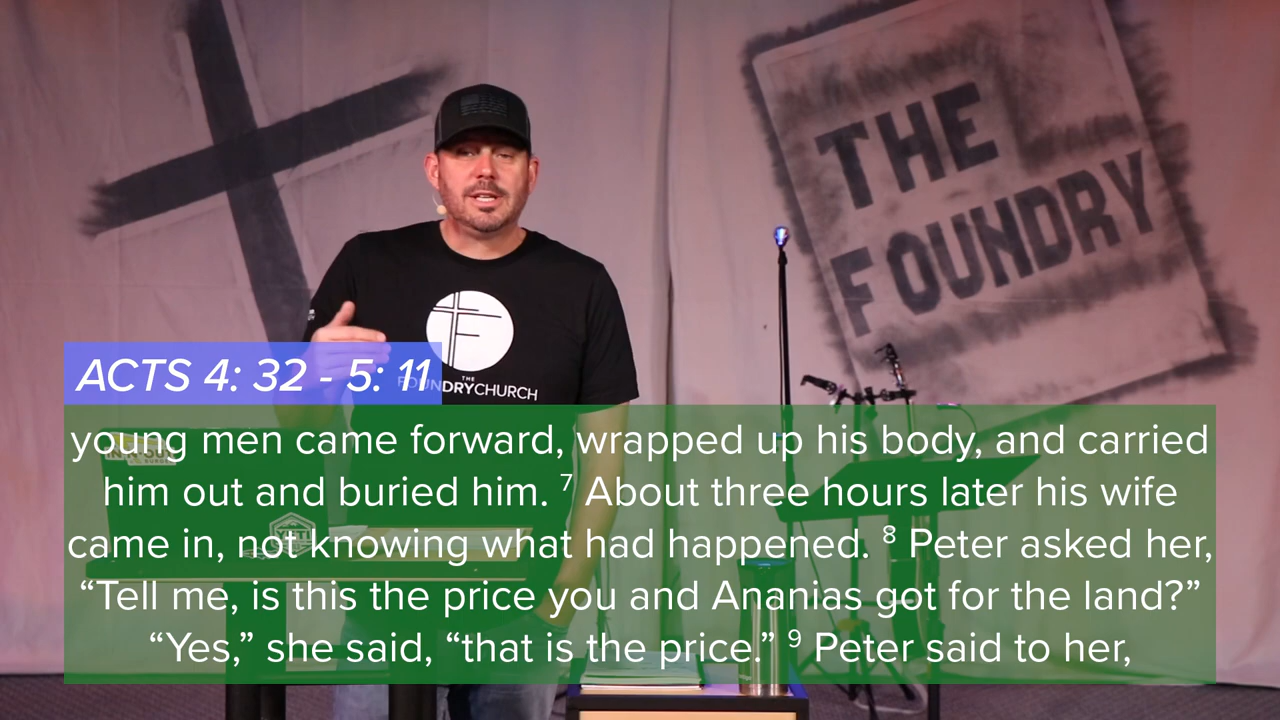 THE
FOUNDRY
THE
FOUNDRYCHURCH
ACTS 4: 32 - 5: 11
young men came forward, wrapped up his body, and carried
him out and buried him. ⁷ About three hours later his wife
came in, not knowing what had happened. ⁸ Peter asked her,
“Tell me, is this the price you and Ananias got for the land?”
“Yes,” she said, “that is the price.” ⁹ Peter said to her,
YETI